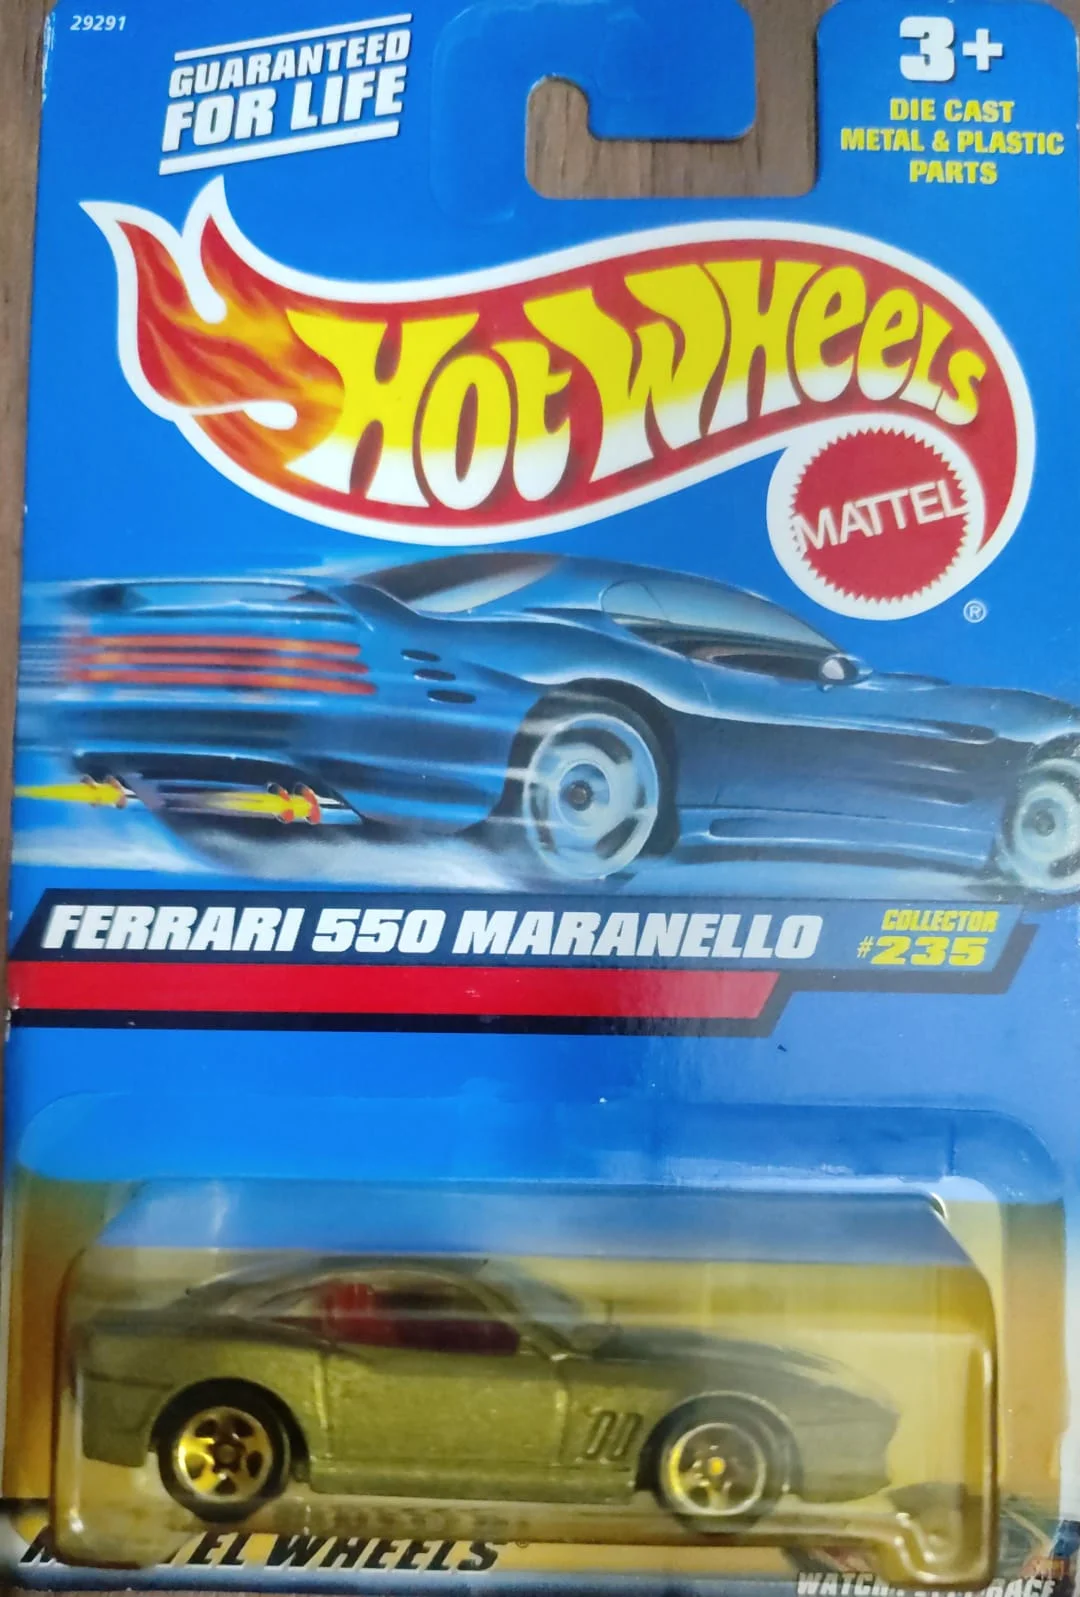 29291
GUARANTEED
FOR LIFE
3+
DIE CAST
METAL & PLASTIC
PARTS
HOT WHEELS
MATTEL
®
FERRARI 550 MARANELLO
COLLECTOR
#235
WHEELS
RACE